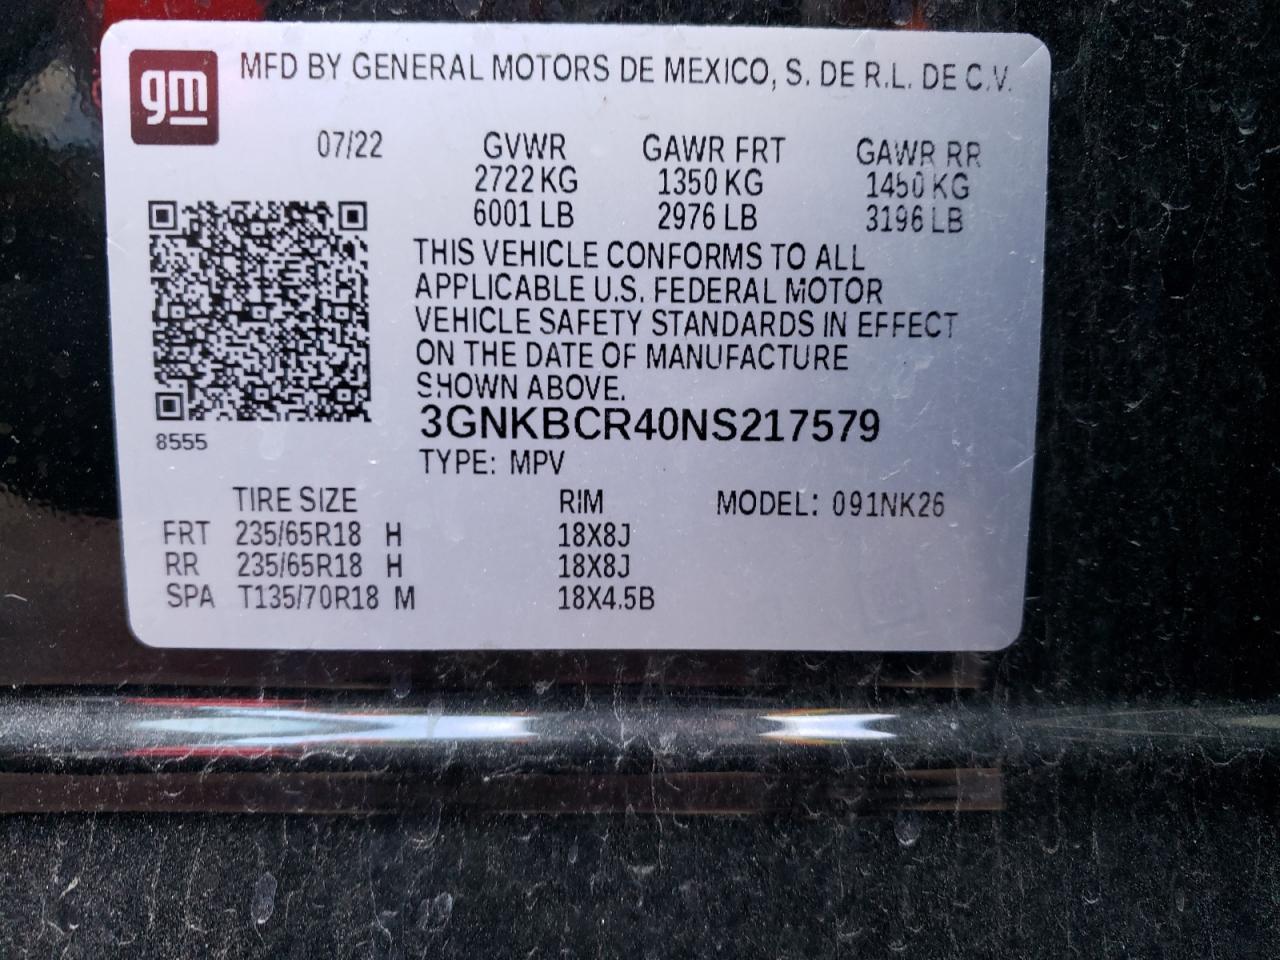 gm MFD BY GENERAL MOTORS DE MEXICO, S. DE R.L. DE C.V.
07/22 GVWR GAWR FRT GAWR RR
2722 KG 1350 KG 1450 KG
6001 LB 2976 LB 3196 LB
THIS VEHICLE CONFORMS TO ALL
APPLICABLE U.S. FEDERAL MOTOR
VEHICLE SAFETY STANDARDS IN EFFECT
ON THE DATE OF MANUFACTURE
SHOWN ABOVE.
3GNKBCR40NS217579
8555
TYPE: MPV
TIRE SIZE RIM MODEL: 091NK26
FRT 235/65R18 H 18X8J
RR 235/65R18 H 18X8J
SPA T135/70R18 M 18X4.5B